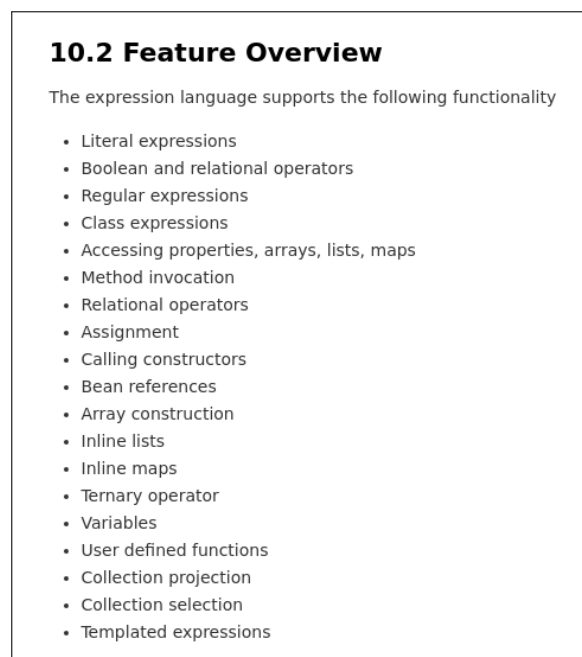 10.2 Feature Overview
The expression language supports the following functionality
• Literal expressions
• Boolean and relational operators
• Regular expressions
• Class expressions
• Accessing properties, arrays, lists, maps
• Method invocation
• Relational operators
• Assignment
• Calling constructors
• Bean references
• Array construction
• Inline lists
• Inline maps
• Ternary operator
• Variables
• User defined functions
• Collection projection
• Collection selection
• Templated expressions